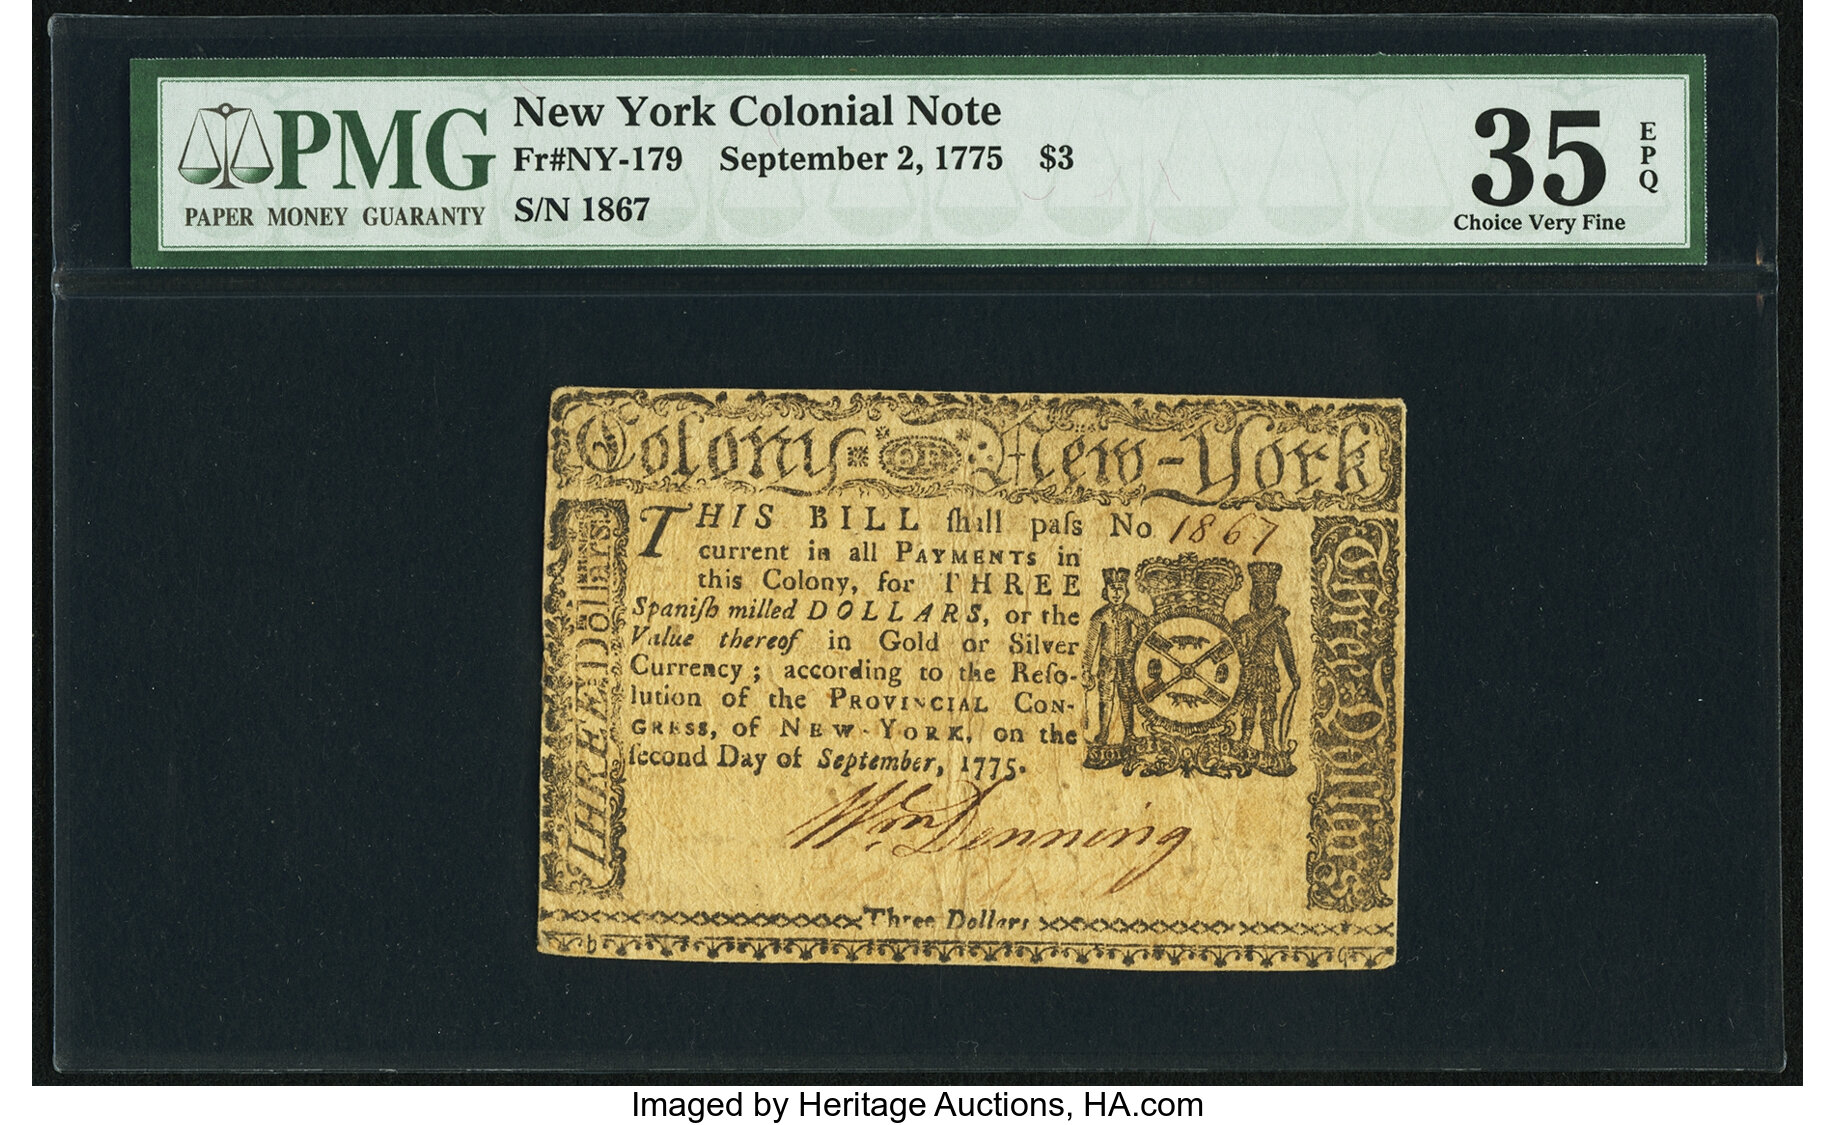 PMG
PAPER MONEY GUARANTY
New York Colonial Note
Fr#NY-179 September 2, 1775 $3
S/N 1867
35
EPQ
Choice Very Fine
Colony OF New-York
THIS BILL ſhall paſs No 1867
current in all PAYMENTS in
this Colony, for THREE
Spaniſh milled DOLLARS, or the
Value thereof in Gold or Silver
Currency; according to the Reſo-
lution of the PROVINCIAL CON-
GRESS, of NEW-YORK, on the
ſecond Day of September, 1775.
Wm Denning
THREE Dollars.
Three Dollars
Three Dollars
Imaged by Heritage Auctions, HA.com